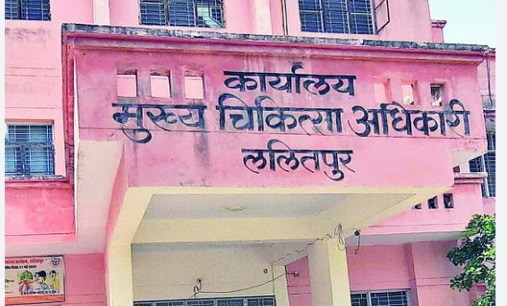 कार्यालय
मुख्य चिकित्सा अधिकारी
ललितपुर